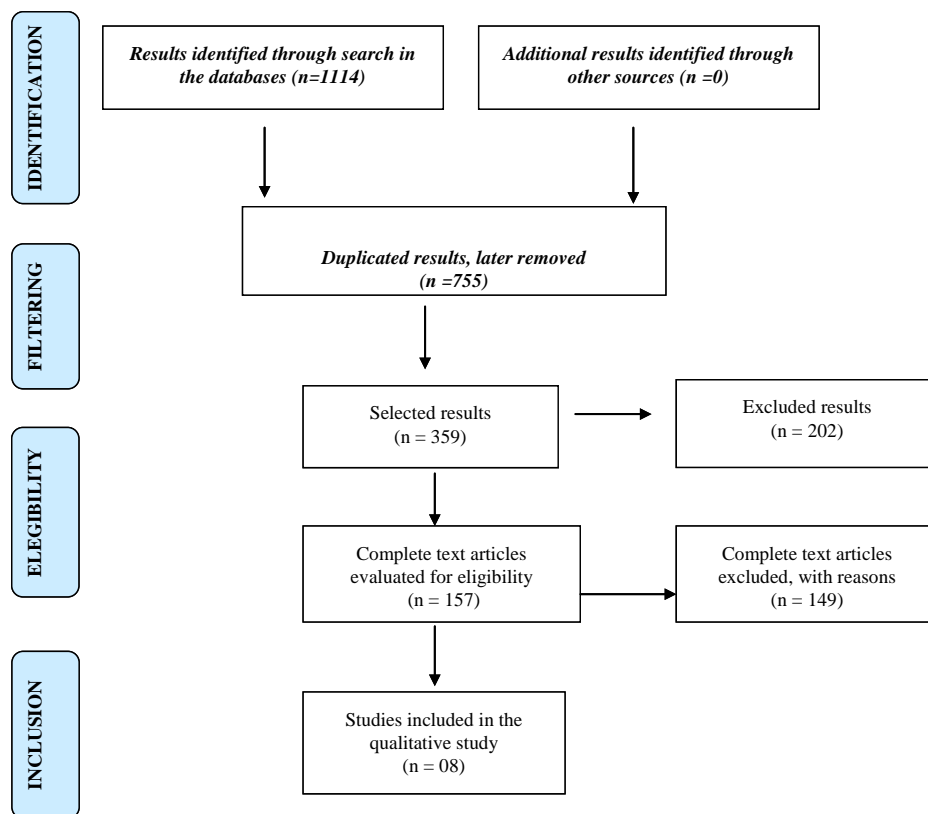 IDENTIFICATION
Results identified through search in
the databases (n=1114)
Additional results identified through
other sources (n =0)
FILTERING
Duplicated results, later removed
(n =755)
Selected results
(n = 359)
Excluded results
(n = 202)
ELEGIBILITY
Complete text articles
evaluated for eligibility
(n = 157)
Complete text articles
excluded, with reasons
(n = 149)
INCLUSION
Studies included in the
qualitative study
(n = 08)